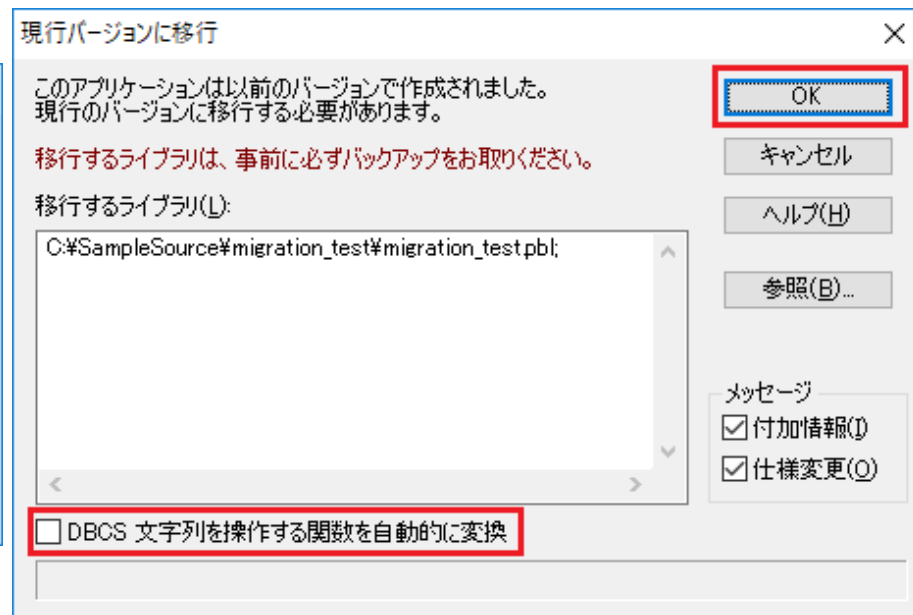 現行バージョンに移行
このアプリケーションは以前のバージョンで作成されました。
現行のバージョンに移行する必要があります。
移行するライブラリは、事前に必ずバックアップをお取りください。
移行するライブラリ(L):
C:¥SampleSource¥migration_test¥migration_test.pbl;
OK
キャンセル
ヘルプ(H)
参照(B)...
メッセージ
付加情報(I)
仕様変更(O)
DBCS 文字列を操作する関数を自動的に変換